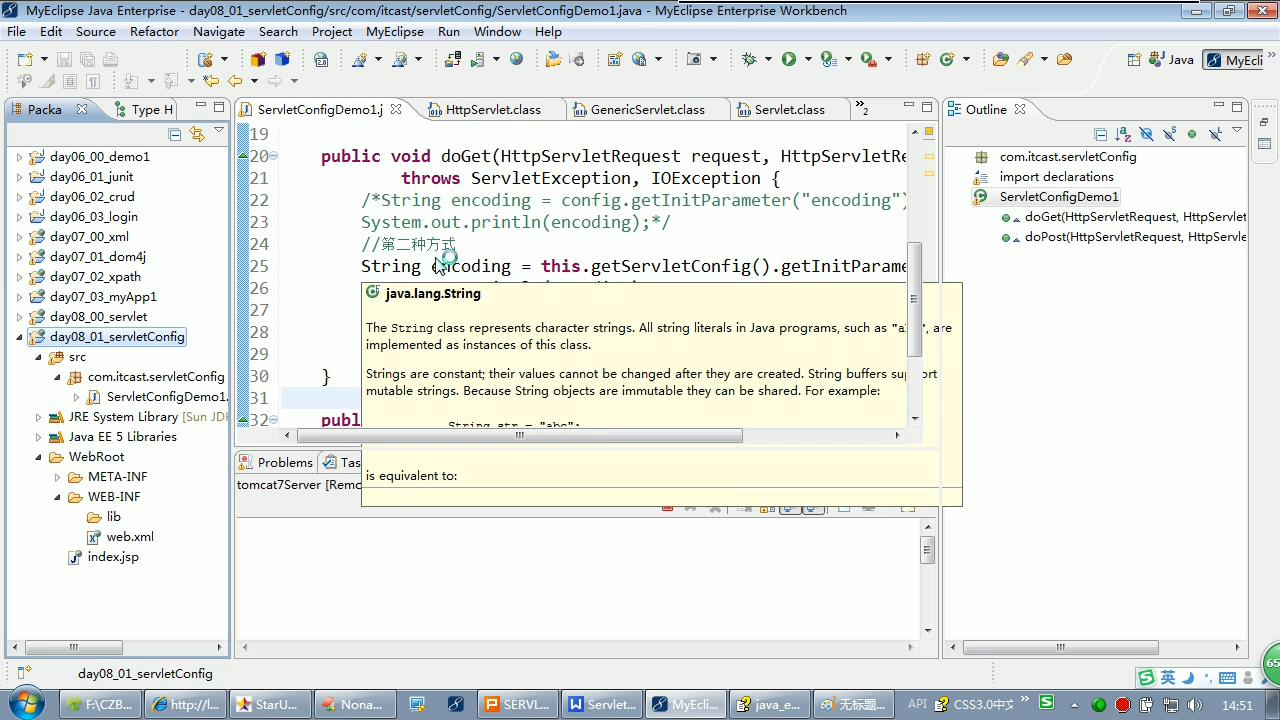 MyEclipse Java Enterprise - day08_01_servletConfig/src/com/itcast/servletConfig/ServletConfigDemo1.java - MyEclipse Enterprise Workbench
File Edit Source Refactor Navigate Search Project MyEclipse Run Window Help
Java MyEcli
Packa Type H
day06_00_demo1
day06_01_junit
day06_02_crud
day06_03_login
day07_00_xml
day07_01_dom4j
day07_02_xpath
day07_03_myApp1
day08_00_servlet
day08_01_servletConfig
src
com.itcast.servletConfig
ServletConfigDemo1.
JRE System Library [Sun JDK
Java EE 5 Libraries
WebRoot
META-INF
WEB-INF
lib
web.xml
index.jsp
ServletConfigDemo1.j HttpServlet.class GenericServlet.class Servlet.class »2
19
20 public void doGet(HttpServletRequest request, HttpServletRe
21 throws ServletException, IOException {
22 /*String encoding = config.getInitParameter("encoding")
23 System.out.println(encoding);*/
24 //第二种方式
25 String encoding = this.getServletConfig().getInitParame
26
27
28
29
30 }
31
32 publ
java.lang.String
The String class represents character strings. All string literals in Java programs, such as "a are
implemented as instances of this class.
Strings are constant; their values cannot be changed after they are created. String buffers support
mutable strings. Because String objects are immutable they can be shared. For example:
String str = "abc";
is equivalent to:
Problems Tas
tomcat7Server [Remo
Outline
com.itcast.servletConfig
import declarations
ServletConfigDemo1
doGet(HttpServletRequest, HttpServlet
doPost(HttpServletRequest, HttpServle
day08_01_servletConfig
英
65
F:\CZB... http://l... StarU... Nona... SERVL... Servlet... MyEcli... java_e... 无标题... API CSS3.0中文 » 14:51